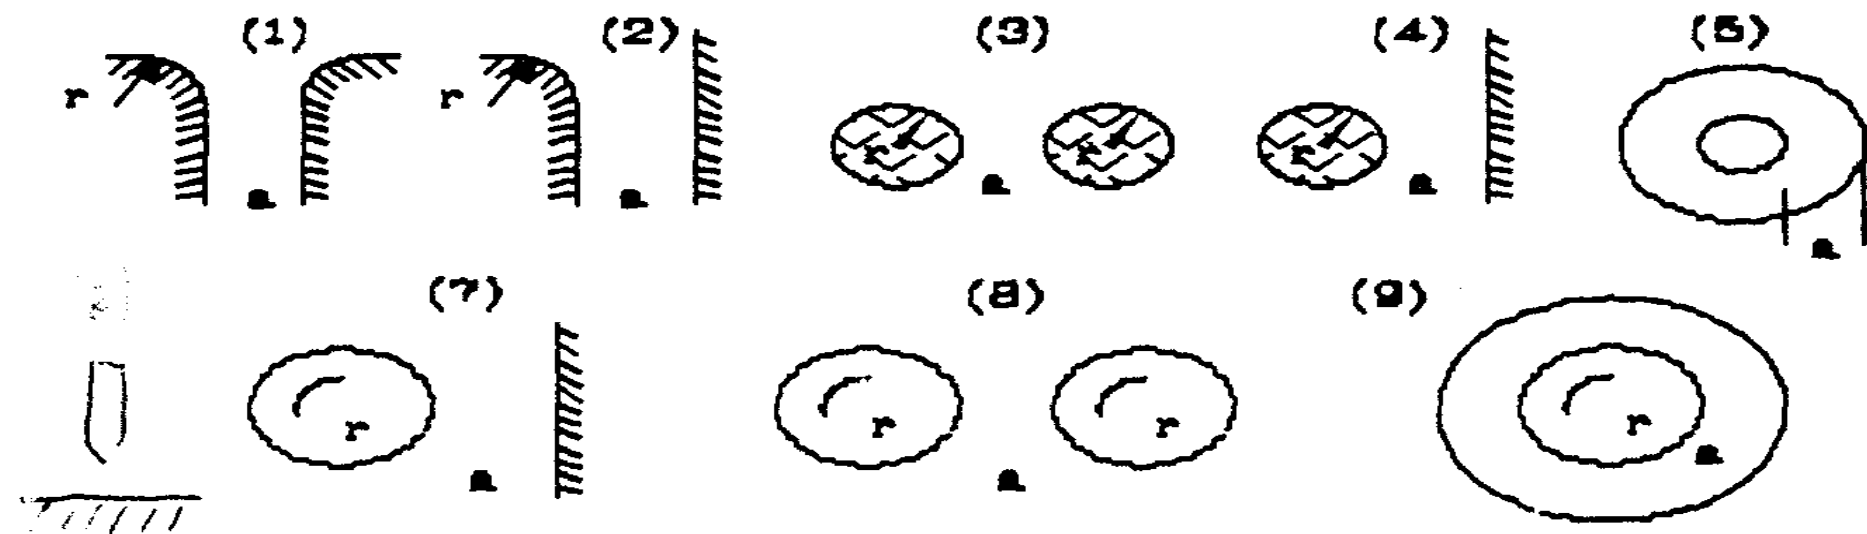 (1) (2) (3) (4) (5)
r r r r r
a a a a a
(7) (8) (9)
r r r r
a a a